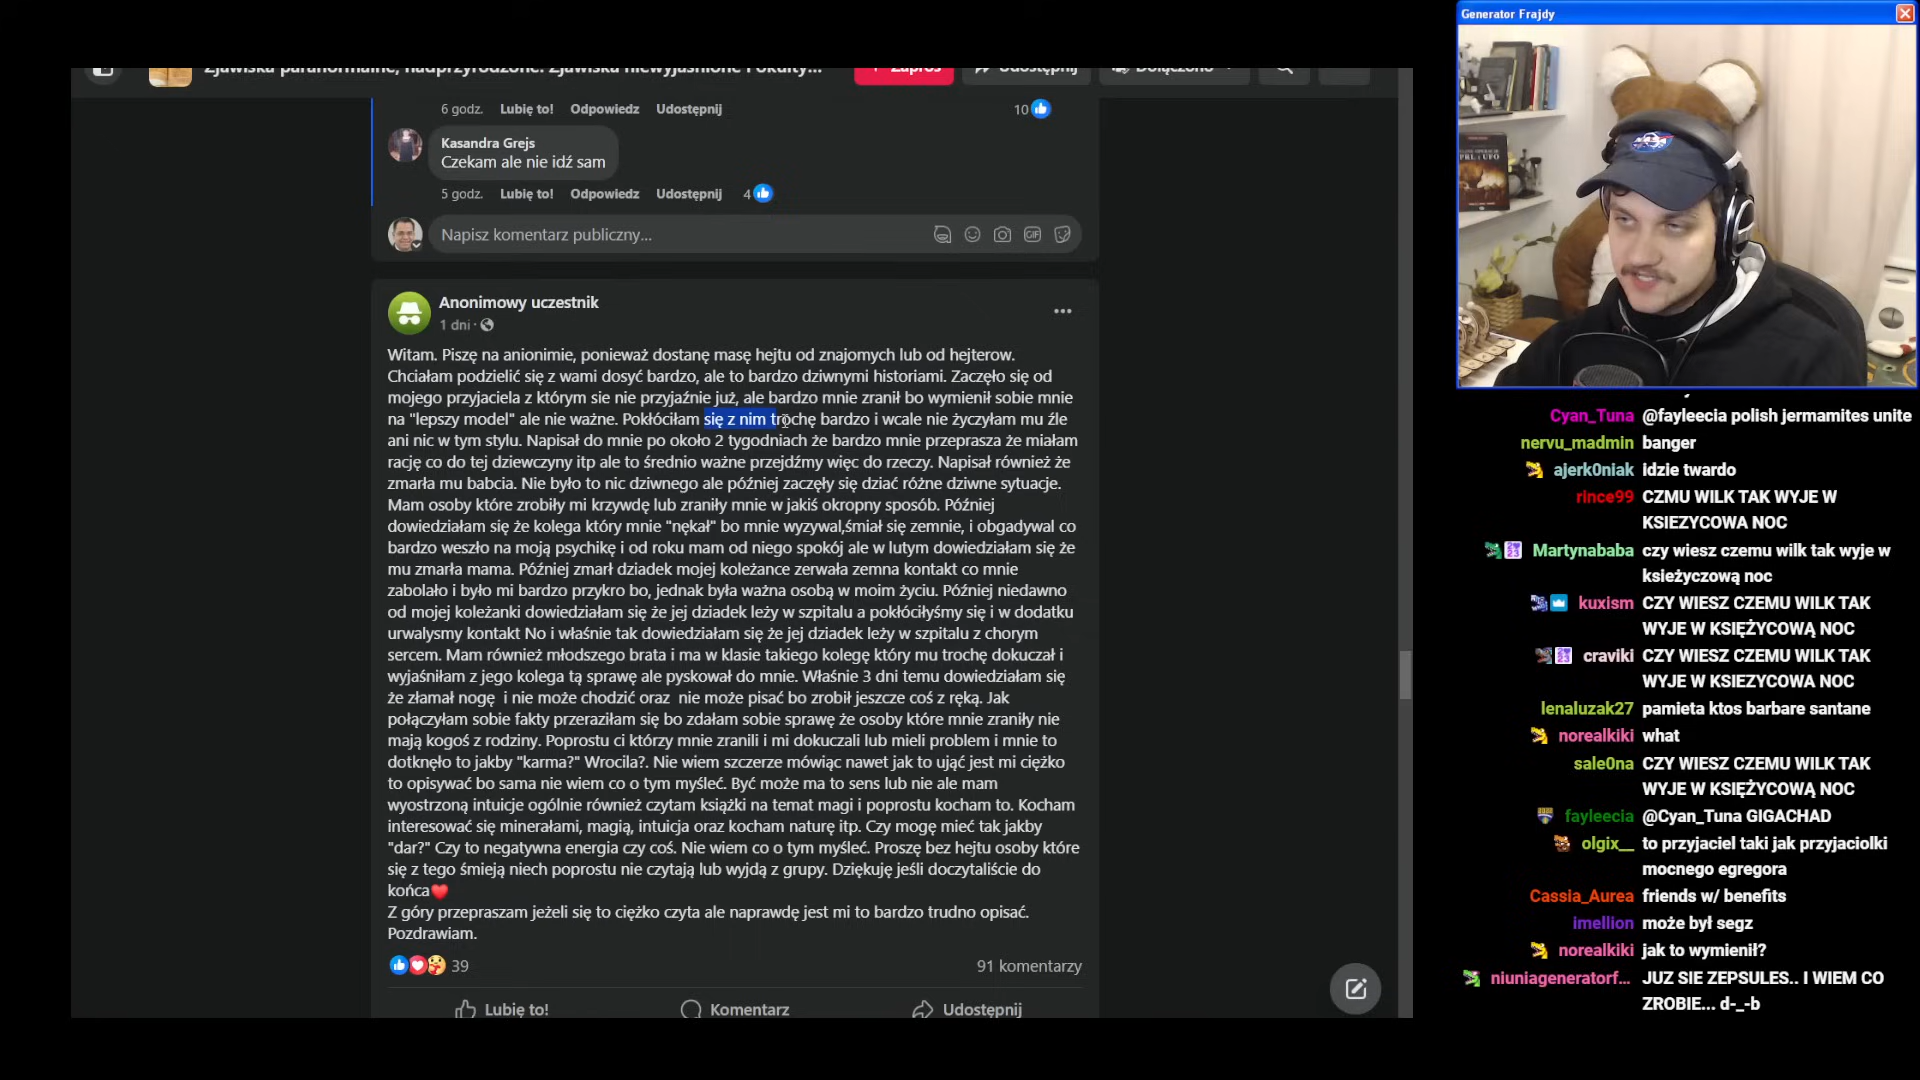 Zjawiska paranormalne, nadprzyrodzone. Zjawiska niewyjaśnione i okulty...
+ Zaproś
Udostępnij
Dołączono
6 godz. Lubię to! Odpowiedz Udostępnij 10
Kasandra Grejs
Czekam ale nie idź sam
5 godz. Lubię to! Odpowiedz Udostępnij 4
Napisz komentarz publiczny...
GIF
Anonimowy uczestnik
1 dni ·
Witam. Piszę na anionimie, ponieważ dostanę masę hejtu od znajomych lub od hejterow.
Chciałam podzielić się z wami dosyć bardzo, ale to bardzo dziwnymi historiami. Zaczęło się od
mojego przyjaciela z którym sie nie przyjaźnie już, ale bardzo mnie zranił bo wymienił sobie mnie
na "lepszy model" ale nie ważne. Pokłóciłam się z nim trochę bardzo i wcale nie życzyłam mu źle
ani nic w tym stylu. Napisał do mnie po około 2 tygodniach że bardzo mnie przeprasza że miałam
rację co do tej dziewczyny itp ale to średnio ważne przejdźmy więc do rzeczy. Napisał również że
zmarła mu babcia. Nie było to nic dziwnego ale później zaczęły się dziać różne dziwne sytuacje.
Mam osoby które zrobiły mi krzywdę lub zraniły mnie w jakiś okropny sposób. Później
dowiedziałam się że kolega który mnie "nękał" bo mnie wyzywal,śmiał się zemnie, i obgadywal co
bardzo weszło na moją psychikę i od roku mam od niego spokój ale w lutym dowiedziałam się że
mu zmarła mama. Później zmarł dziadek mojej koleżance zerwała zemna kontakt co mnie
zabolało i było mi bardzo przykro bo, jednak była ważna osobą w moim życiu. Później niedawno
od mojej koleżanki dowiedziałam się że jej dziadek leży w szpitalu a pokłóciłyśmy się i w dodatku
urwalysmy kontakt No i właśnie tak dowiedziałam się że jej dziadek leży w szpitalu z chorym
sercem. Mam również młodszego brata i ma w klasie takiego kolegę który mu trochę dokuczał i
wyjaśniłam z jego kolega tą sprawę ale pyskował do mnie. Właśnie 3 dni temu dowiedziałam się
że złamał nogę i nie może chodzić oraz nie może pisać bo zrobił jeszcze coś z ręką. Jak
połączyłam sobie fakty przeraziłam się bo zdałam sobie sprawę że osoby które mnie zraniły nie
mają kogoś z rodziny. Poprostu ci którzy mnie zranili i mi dokuczali lub mieli problem i mnie to
dotknęło to jakby "karma?" Wrocila?. Nie wiem szczerze mówiąc nawet jak to ująć jest mi ciężko
to opisywać bo sama nie wiem co o tym myśleć. Być może ma to sens lub nie ale mam
wyostrzoną intuicje ogólnie również czytam książki na temat magi i poprostu kocham to. Kocham
interesować się minerałami, magią, intuicja oraz kocham naturę itp. Czy mogę mieć tak jakby
"dar?" Czy to negatywna energia czy coś. Nie wiem co o tym myśleć. Proszę bez hejtu osoby które
się z tego śmieją niech poprostu nie czytają lub wyjdą z grupy. Dziękuję jeśli doczytaliście do
końca❤️
Z góry przepraszam jeżeli się to ciężko czyta ale naprawdę jest mi to bardzo trudno opisać.
Pozdrawiam.
39 91 komentarzy
Lubię to! Komentarz Udostępnij
Generator Frajdy
PRL i UFO
Cyan_Tuna @fayleecia polish jermamites unite
nervu_madmin banger
ajerk0niak idzie twardo
rince99 CZMU WILK TAK WYJE W
KSIEZYCOWA NOC
Martynababa czy wiesz czemu wilk tak wyje w
ksieżyczową noc
kuxism CZY WIESZ CZEMU WILK TAK
WYJE W KSIĘŻYCOWĄ NOC
craviki CZY WIESZ CZEMU WILK TAK
WYJE W KSIĘŻYCOWĄ NOC
lenaluzak27 pamieta ktos barbare santane
norealkiki what
sale0na CZY WIESZ CZEMU WILK TAK
WYJE W KSIĘŻYCOWĄ NOC
fayleecia @Cyan_Tuna GIGACHAD
olgix__ to przyjaciel taki jak przyjaciolki
mocnego egregora
Cassia_Aurea friends w/ benefits
imellion może był segz
norealkiki jak to wymienił?
niuniageneratorf... JUZ SIE ZEPSULES.. I WIEM CO
ZROBIE... d-_-b